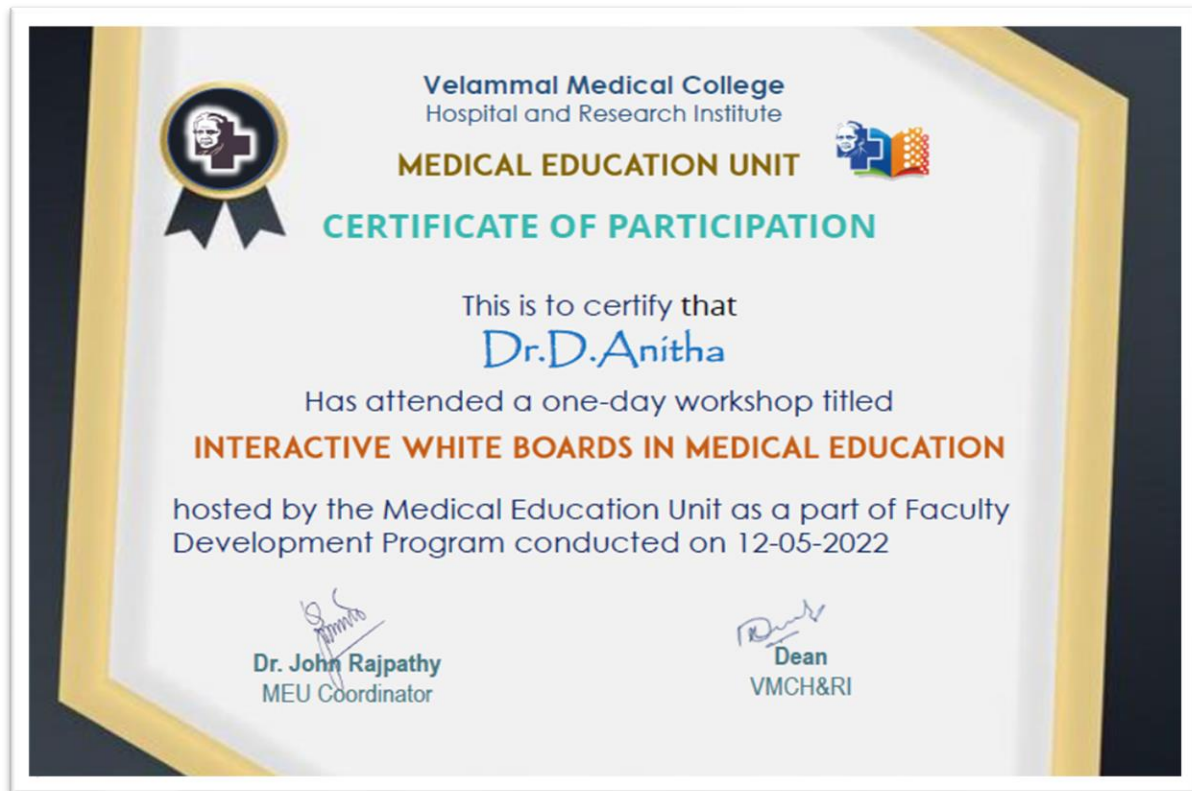 Velammal Medical College
Hospital and Research Institute
MEDICAL EDUCATION UNIT
CERTIFICATE OF PARTICIPATION
This is to certify that
Dr.D.Anitha
Has attended a one-day workshop titled
INTERACTIVE WHITE BOARDS IN MEDICAL EDUCATION
hosted by the Medical Education Unit as a part of Faculty
Development Program conducted on 12-05-2022
Dr. John Rajpathy
MEU Coordinator
Dean
VMCH&RI